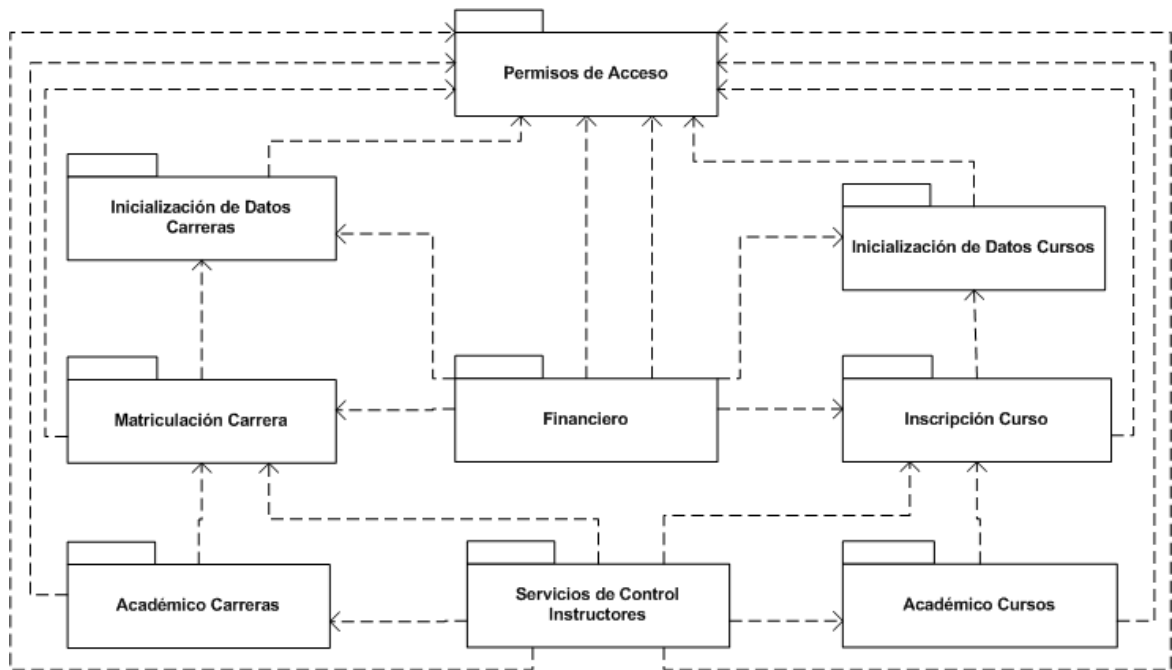 Permisos de Acceso
Inicialización de Datos
Carreras
Inicialización de Datos Cursos
Matriculación Carrera
Financiero
Inscripción Curso
Académico Carreras
Servicios de Control
Instructores
Académico Cursos